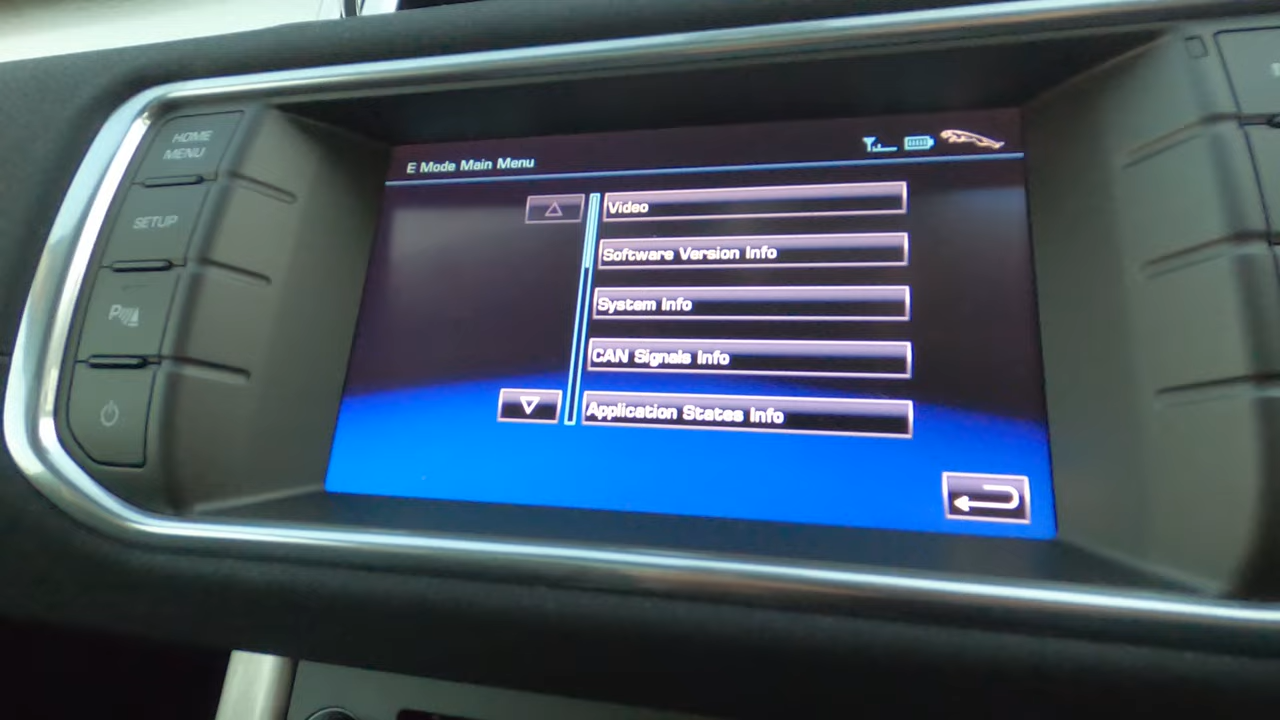 HOME
MENU
SETUP
P
E Mode Main Menu
Video
Software Version Info
System Info
CAN Signals Info
Application States Info